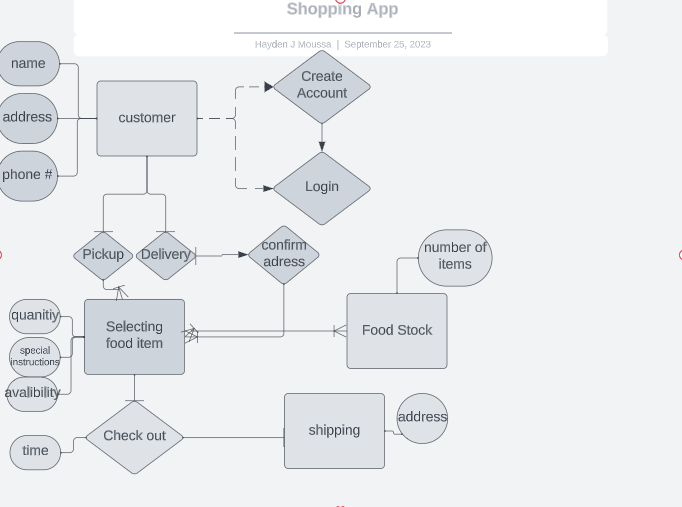 Shopping App
Hayden J Moussa | September 25, 2023
name
address
phone #
customer
Create
Account
Login
Pickup
Delivery
confirm
adress
number of
items
quanitiy
special
instructions
avalibility
Selecting
food item
Food Stock
Check out
time
shipping
address